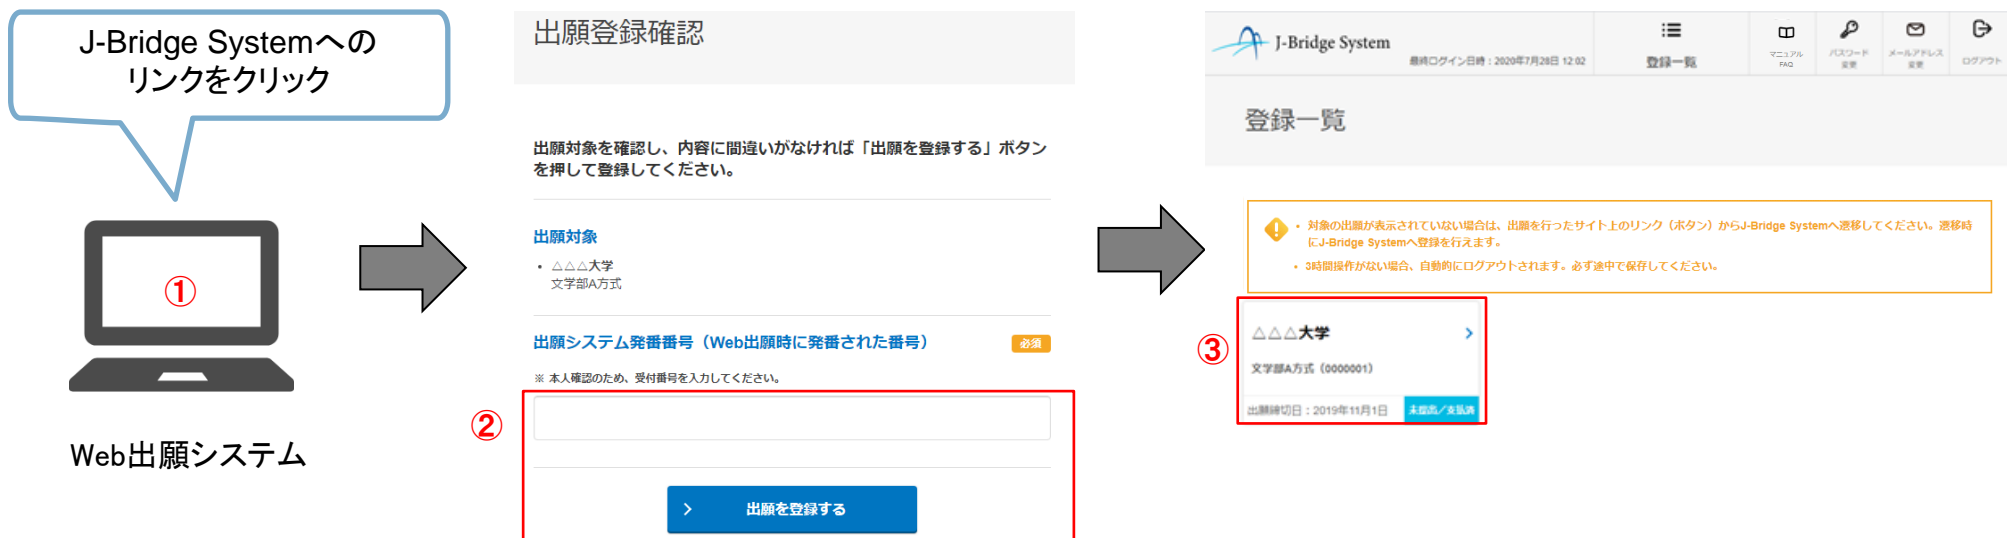 J-Bridge Systemへの
リンクをクリック
①
Web出願システム
出願登録確認
出願対象を確認し、内容に間違いがなければ「出願を登録する」ボタン
を押して登録してください。
出願対象
・ △△△大学
文学部A方式
出願システム発番番号（Web出願時に発番された番号） 必須
※ 本人確認のため、受付番号を入力してください。
②
出願を登録する
J-Bridge System
最終ログイン日時：2020年7月28日 12:02
登録一覧
マニュアル
FAQ
パスワード
変更
メールアドレス
変更
ログアウト
登録一覧
・ 対象の出願が表示されていない場合は、出願を行ったサイト上のリンク（ボタン）からJ-Bridge Systemへ遷移してください。遷移時
にJ-Bridge Systemへ登録を行えます。
・ 3時間操作がない場合、自動的にログアウトされます。必ず途中で保存してください。
③
△△△大学
文学部A方式（0000001）
出願締切日：2019年11月1日 未提出／支払済